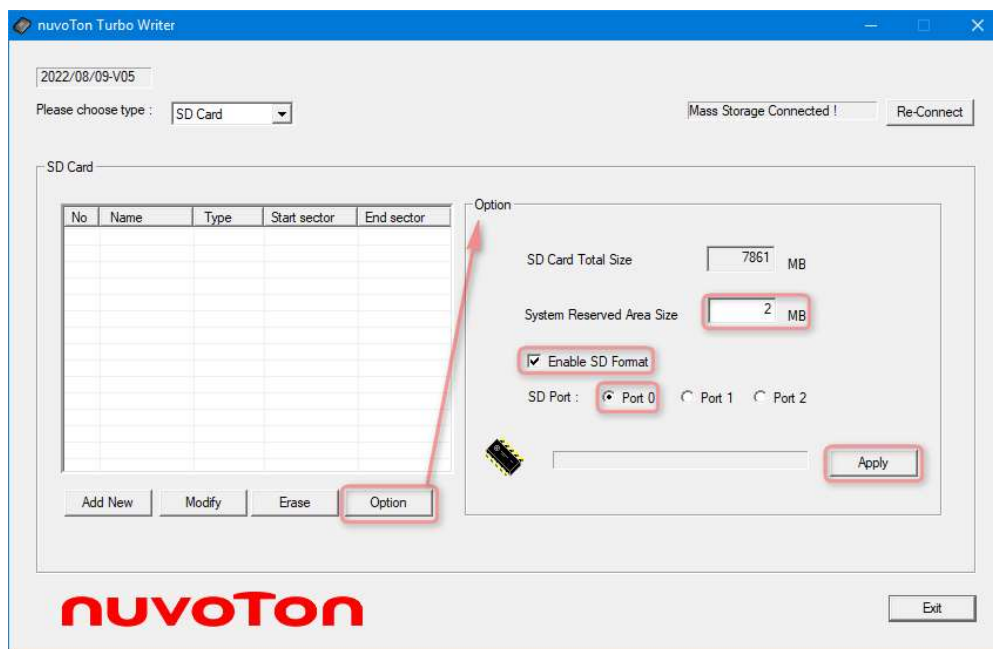 nuvoTon Turbo Writer
2022/08/09-V05
Please choose type :
SD Card
Mass Storage Connected !
Re-Connect
SD Card
No Name Type Start sector End sector
Option
SD Card Total Size 7861 MB
System Reserved Area Size 2 MB
Enable SD Format
SD Port : Port 0 Port 1 Port 2
Apply
Add New Modify Erase Option
nuvoTon
Exit